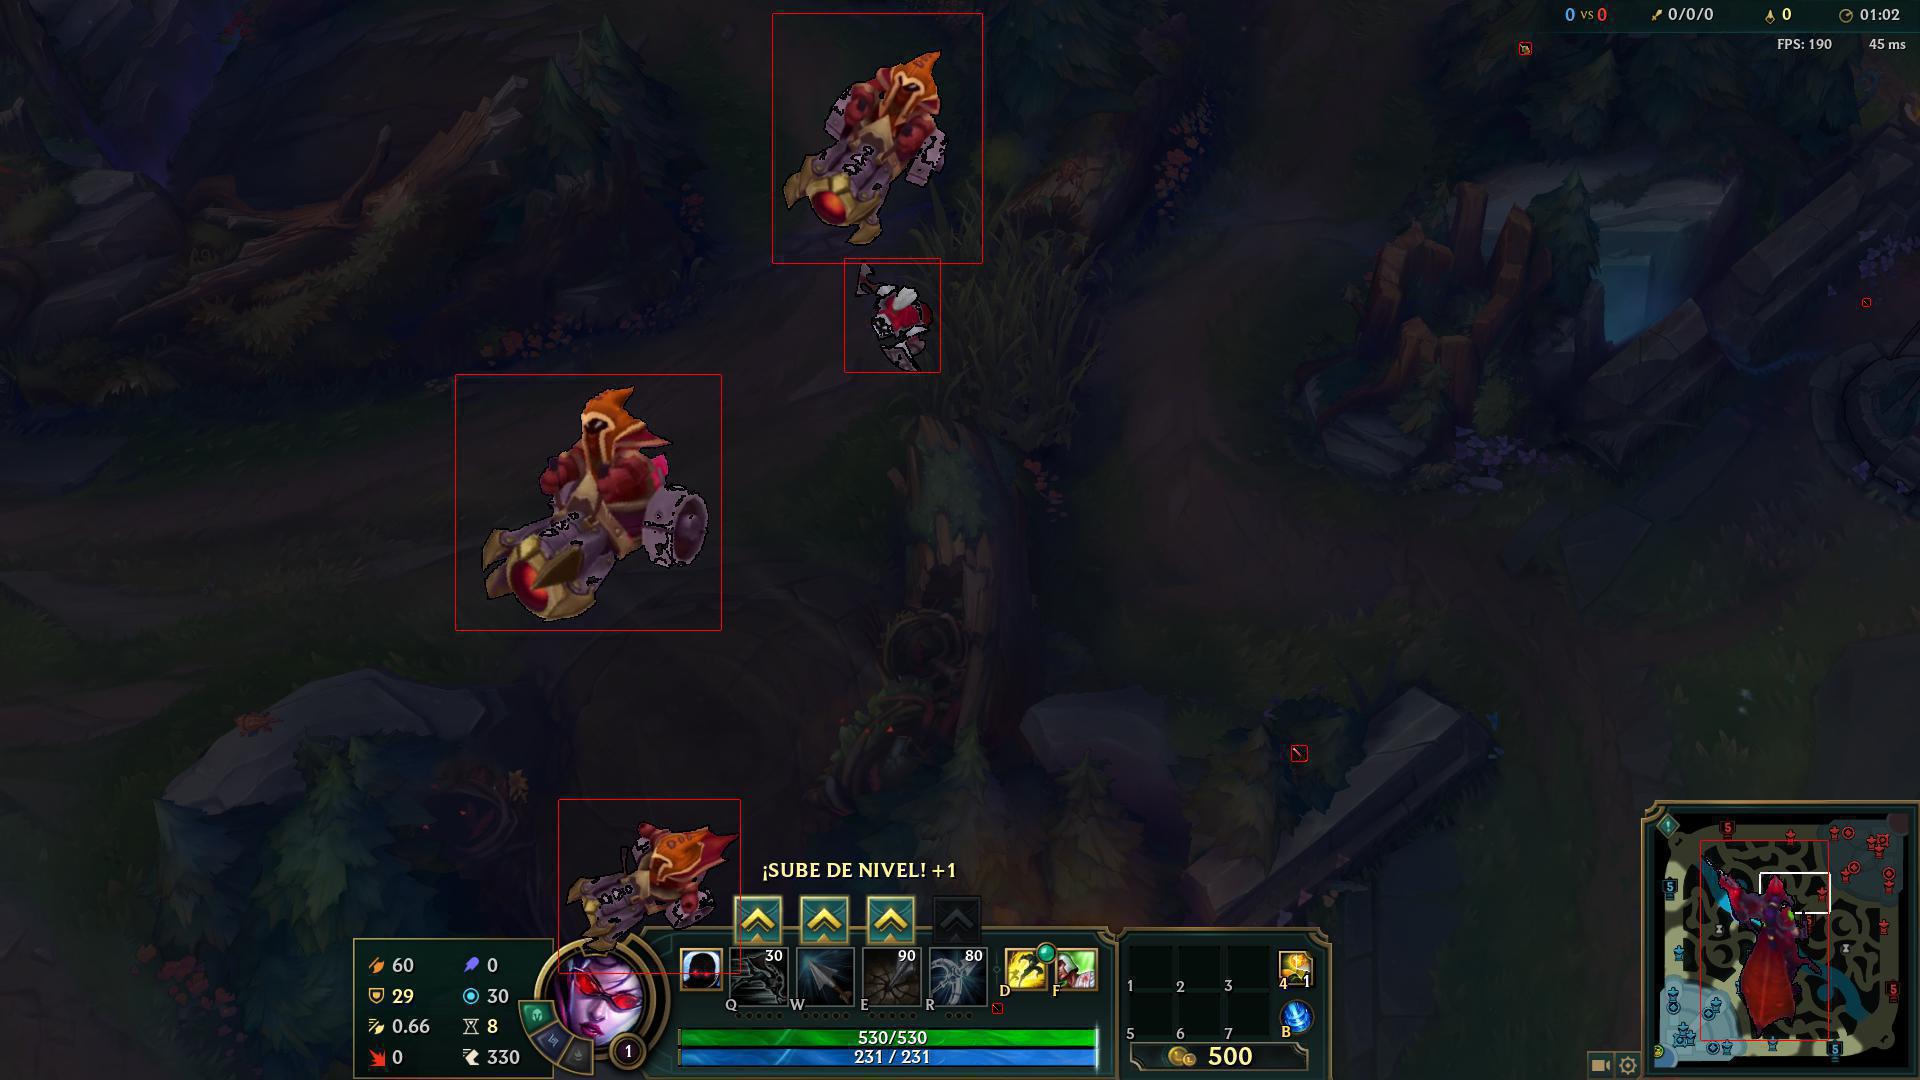 0 vs 0 0/0/0 0 01:02
FPS: 190 45 ms
¡SUBE DE NIVEL! +1
60 0
29 30
0.66 8
0 330
1
30 90 80
Q W E R D F
530/530
231 / 231
1 2 3 4 1
5 6 7 B
500
5
5
5
5